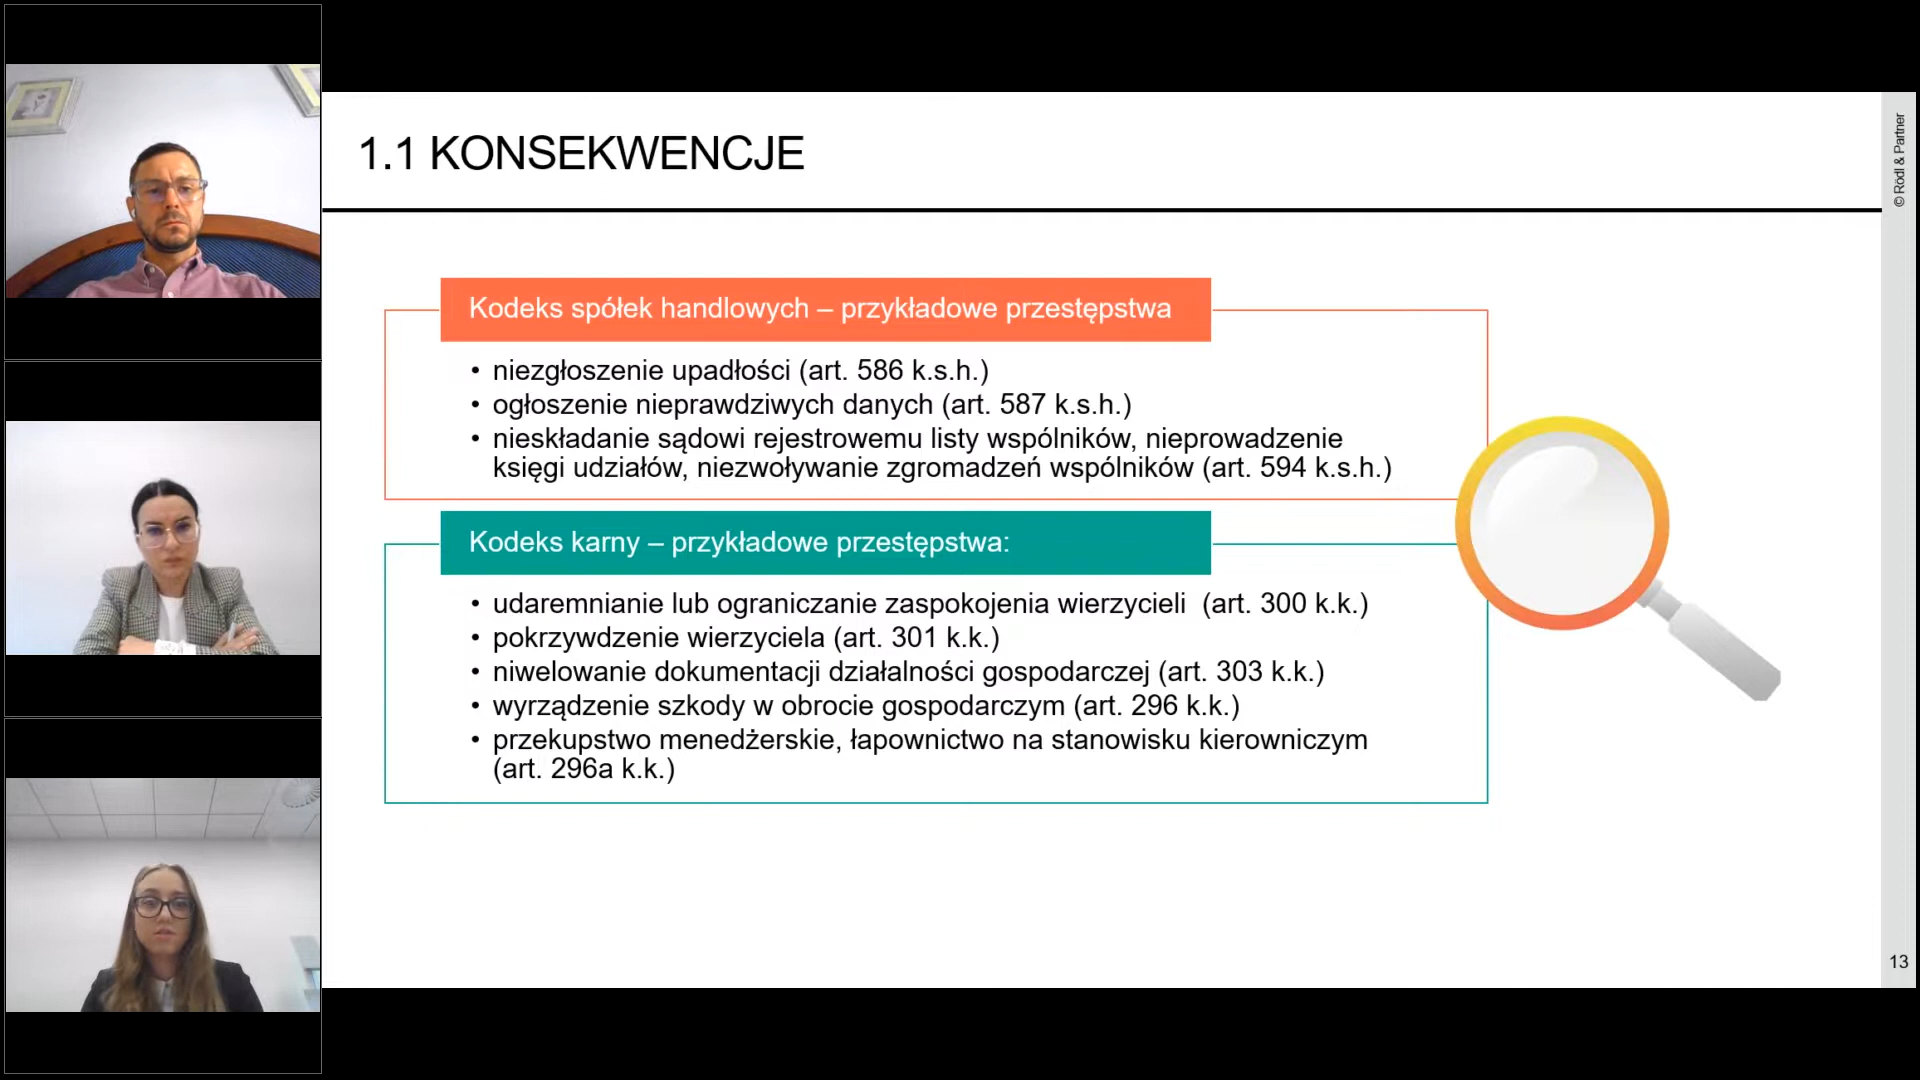 1.1 KONSEKWENCJE
© Rödl & Partner
Kodeks spółek handlowych – przykładowe przestępstwa
• niezgłoszenie upadłości (art. 586 k.s.h.)
• ogłoszenie nieprawdziwych danych (art. 587 k.s.h.)
• nieskładanie sądowi rejestrowemu listy wspólników, nieprowadzenie
księgi udziałów, niezwoływanie zgromadzeń wspólników (art. 594 k.s.h.)
Kodeks karny – przykładowe przestępstwa:
• udaremnianie lub ograniczanie zaspokojenia wierzycieli  (art. 300 k.k.)
• pokrzywdzenie wierzyciela (art. 301 k.k.)
• niwelowanie dokumentacji działalności gospodarczej (art. 303 k.k.)
• wyrządzenie szkody w obrocie gospodarczym (art. 296 k.k.)
• przekupstwo menedżerskie, łapownictwo na stanowisku kierowniczym
(art. 296a k.k.)
13